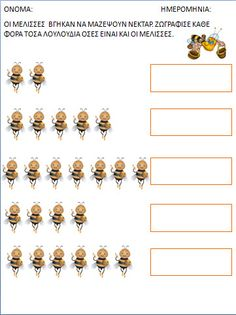 ΟΝΟΜΑ: ΗΜΕΡΟΜΗΝΙΑ:
ΟΙ ΜΕΛΙΣΣΕΣ ΒΓΗΚΑΝ ΝΑ ΜΑΖΕΨΟΥΝ ΝΕΚΤΑΡ. ΖΩΓΡΑΦΙΣΕ ΚΑΘΕ
ΦΟΡΑ ΤΟΣΑ ΛΟΥΛΟΥΔΙΑ ΟΣΕΣ ΕΙΝΑΙ ΚΑΙ ΟΙ ΜΕΛΙΣΣΕΣ.